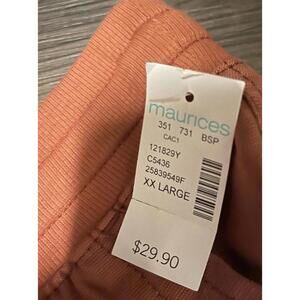 maurices
351 731 BSP
CAC1
121829Y
C5436
25839549F
XX LARGE
$29.90